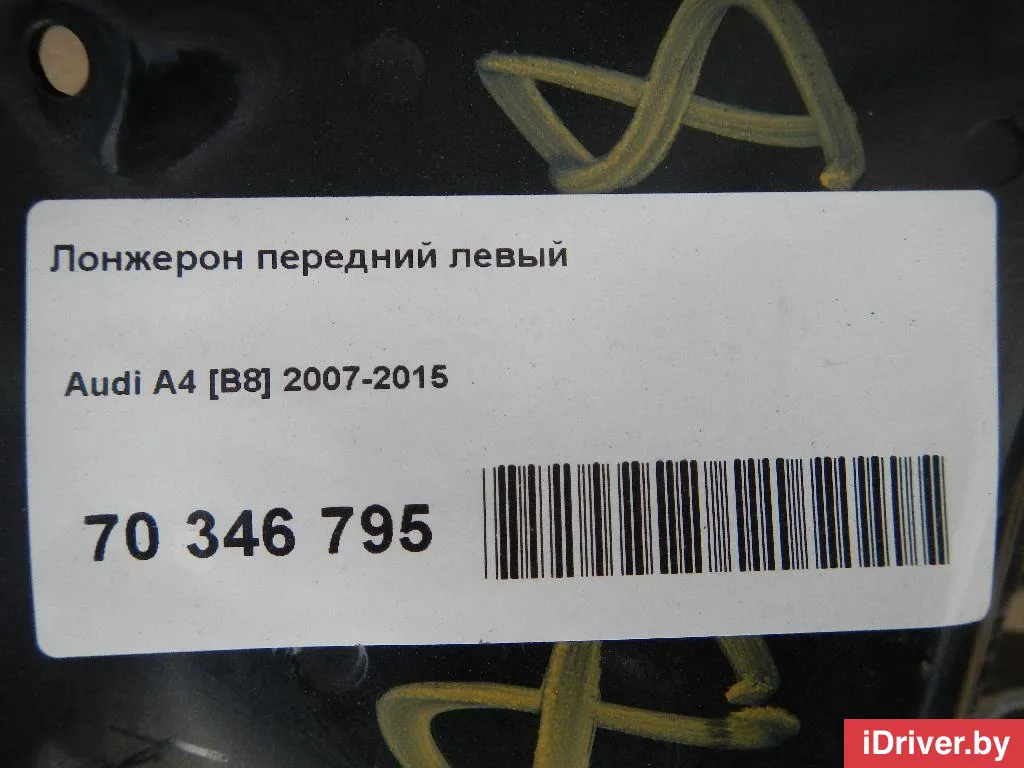 Лонжерон передний левый
Audi A4 [B8] 2007-2015
70 346 795
iDriver.by